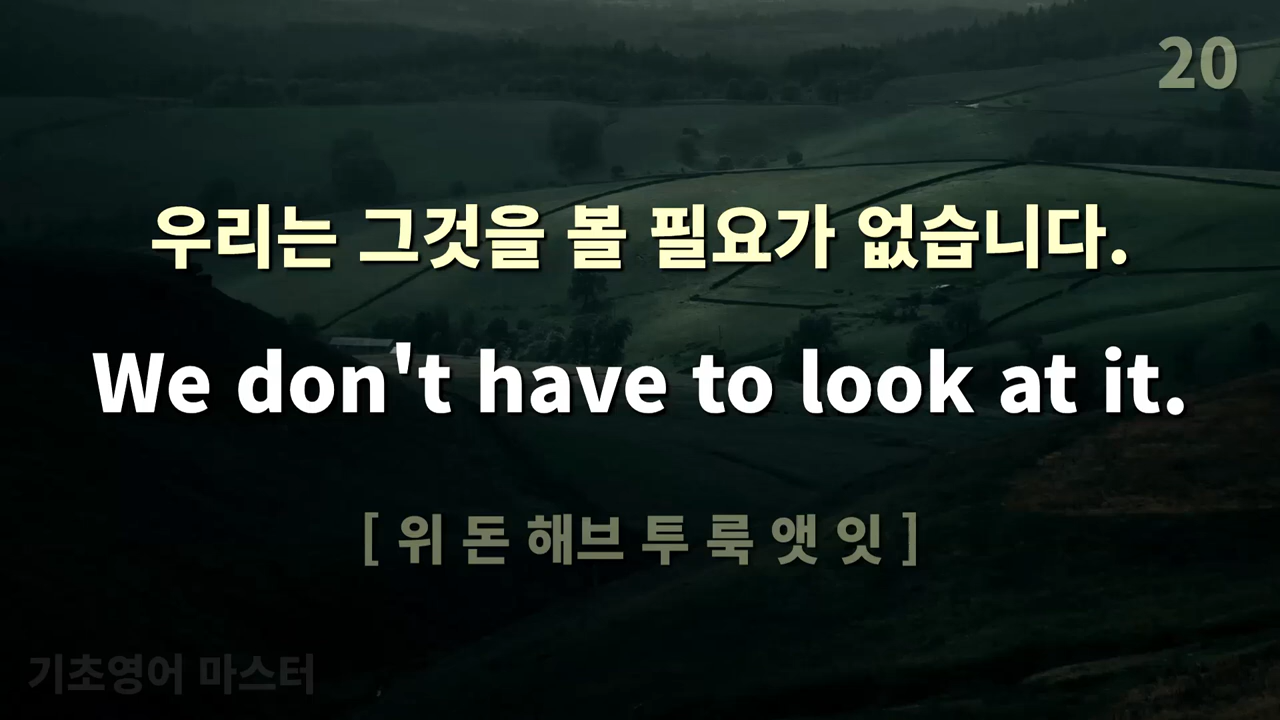 20
우리는 그것을 볼 필요가 없습니다.
We don't have to look at it.
[ 위 돈 해브 투 룩 앳 잇 ]
기초영어 마스터